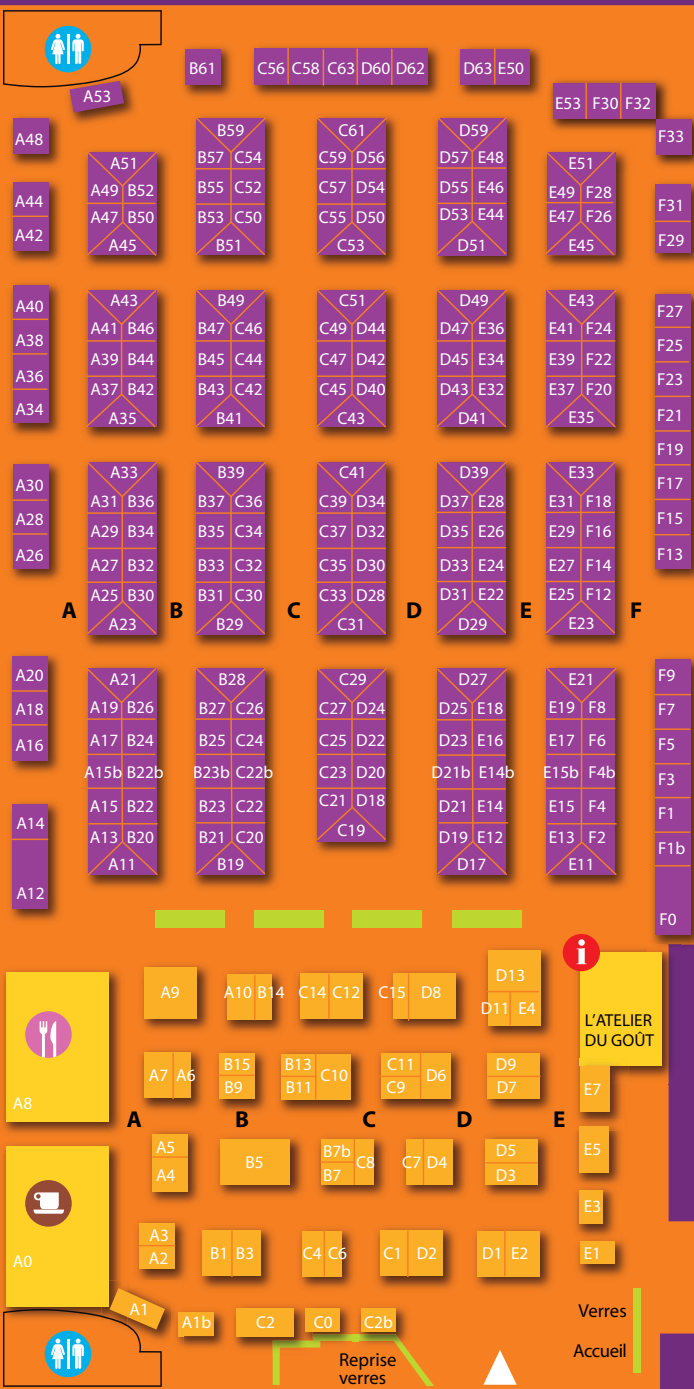 B61 C56 C58 C63 D60 D62 D63 E50
A53 E53 F30 F32
A48 B59 C61 D59 F33
B57 C54 C59 D56 D57 E48
A51 E51
A49 B52 B55 C52 C57 D54 D55 E46 E49 F28
A44 F31
A47 B50 B53 C50 C55 D50 D53 E44 E47 F26
A42 A45 B51 C53 D51 E45 F29
A40 A43 B49 C51 D49 E43 F27
A41 B46 B47 C46 C49 D44 D47 E36 E41 F24
A38 F25
A39 B44 B45 C44 C47 D42 D45 E34 E39 F22
A36 F23
A37 B42 B43 C42 C45 D40 D43 E32 E37 F20
A34 A35 B41 C43 D41 E35 F21
F19
A33 B39 C41 D39 E33
A30 F17
A31 B36 B37 C36 C39 D34 D37 E28 E31 F18
A28 F15
A29 B34 B35 C34 C37 D32 D35 E26 E29 F16
A26 F13
A27 B32 B33 C32 C35 D30 D33 E24 E27 F14
A25 B30 B31 C30 C33 D28 D31 E22 E25 F12
A B C D E F
A23 B29 C31 D29 E23
A20 A21 B28 C29 D27 E21 F9
A18 A19 B26 B27 C26 C27 D24 D25 E18 E19 F8 F7
A16 A17 B24 B25 C24 C25 D22 D23 E16 E17 F6 F5
A15b B22b B23b C22b C23 D20 D21b E14b E15b F4b F3
A15 B22 B23 C22 C21 D18 D21 E14 E15 F4 F1
A14 C19
A13 B20 B21 C20 D19 E12 E13 F2 F1b
A11 B19 D17 E11
A12
F0
i
D13
A9 A10 B14 C14 C12 C15 D8
D11 E4
L'ATELIER
DU GOÛT
B15 B13 C11 D9
A7 A6 C10 D6
B9 B11 C9 D7 E7
A8
A B C D E
A5 B7b D5 E5
B5 C8 C7 D4
A4 B7 D3
E3
A3
B1 B3 C4 C6 C1 D2 D1 E2 E1
A2
A0
A1
A1b C2 C0 C2b
Verres
Accueil
Reprise
verres